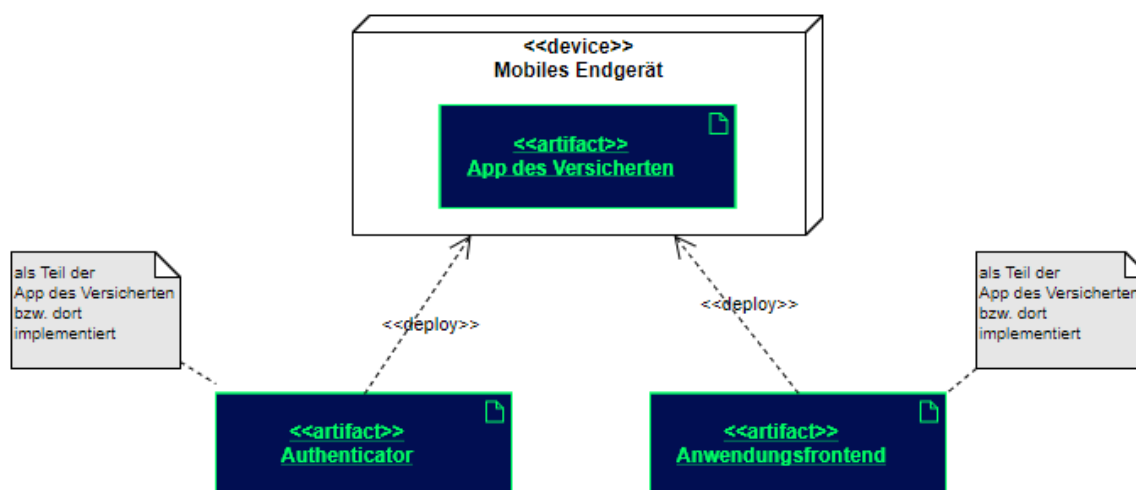 <<device>>
Mobiles Endgerät
<<artifact>>
App des Versicherten
als Teil der
App des Versicherten
bzw. dort
implementiert
<<deploy>>
<<deploy>>
als Teil der
App des Versicherten
bzw. dort
implementiert
<<artifact>>
Authenticator
<<artifact>>
Anwendungsfrontend